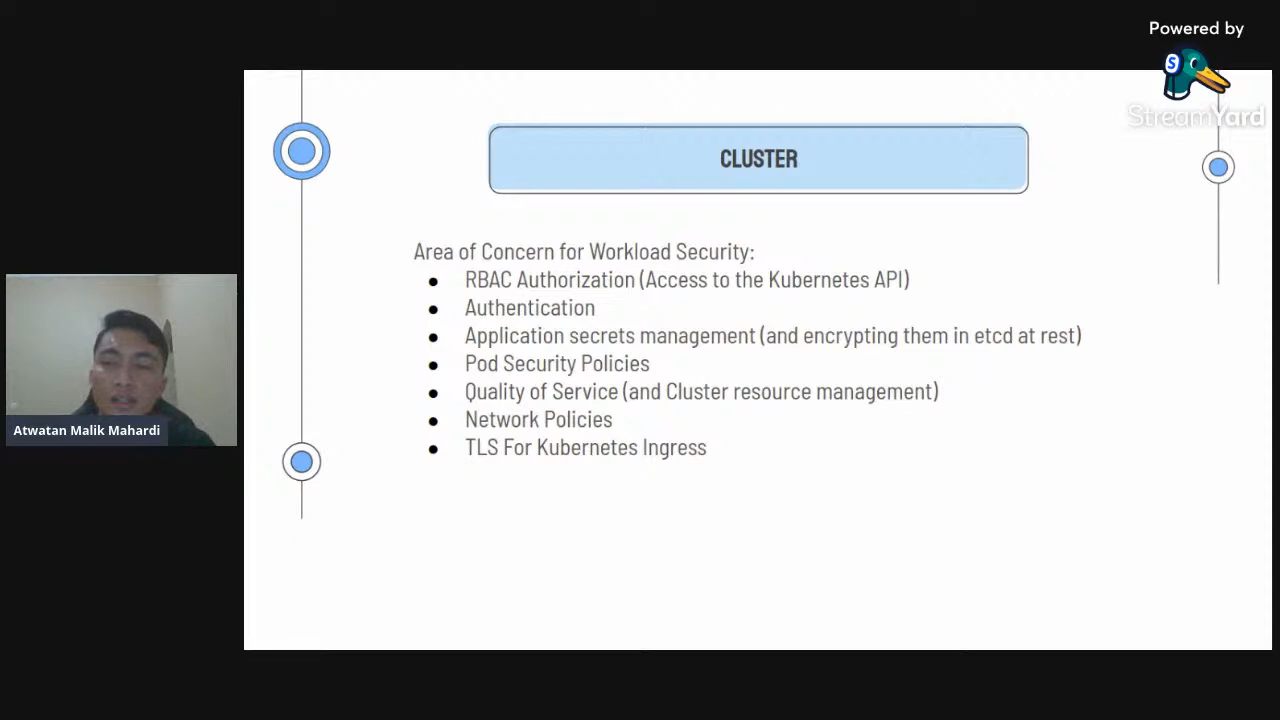 Powered by
S
StreamYard
CLUSTER
Area of Concern for Workload Security:
● RBAC Authorization (Access to the Kubernetes API)
● Authentication
● Application secrets management (and encrypting them in etcd at rest)
● Pod Security Policies
● Quality of Service (and Cluster resource management)
● Network Policies
● TLS For Kubernetes Ingress
Atwatan Malik Mahardi